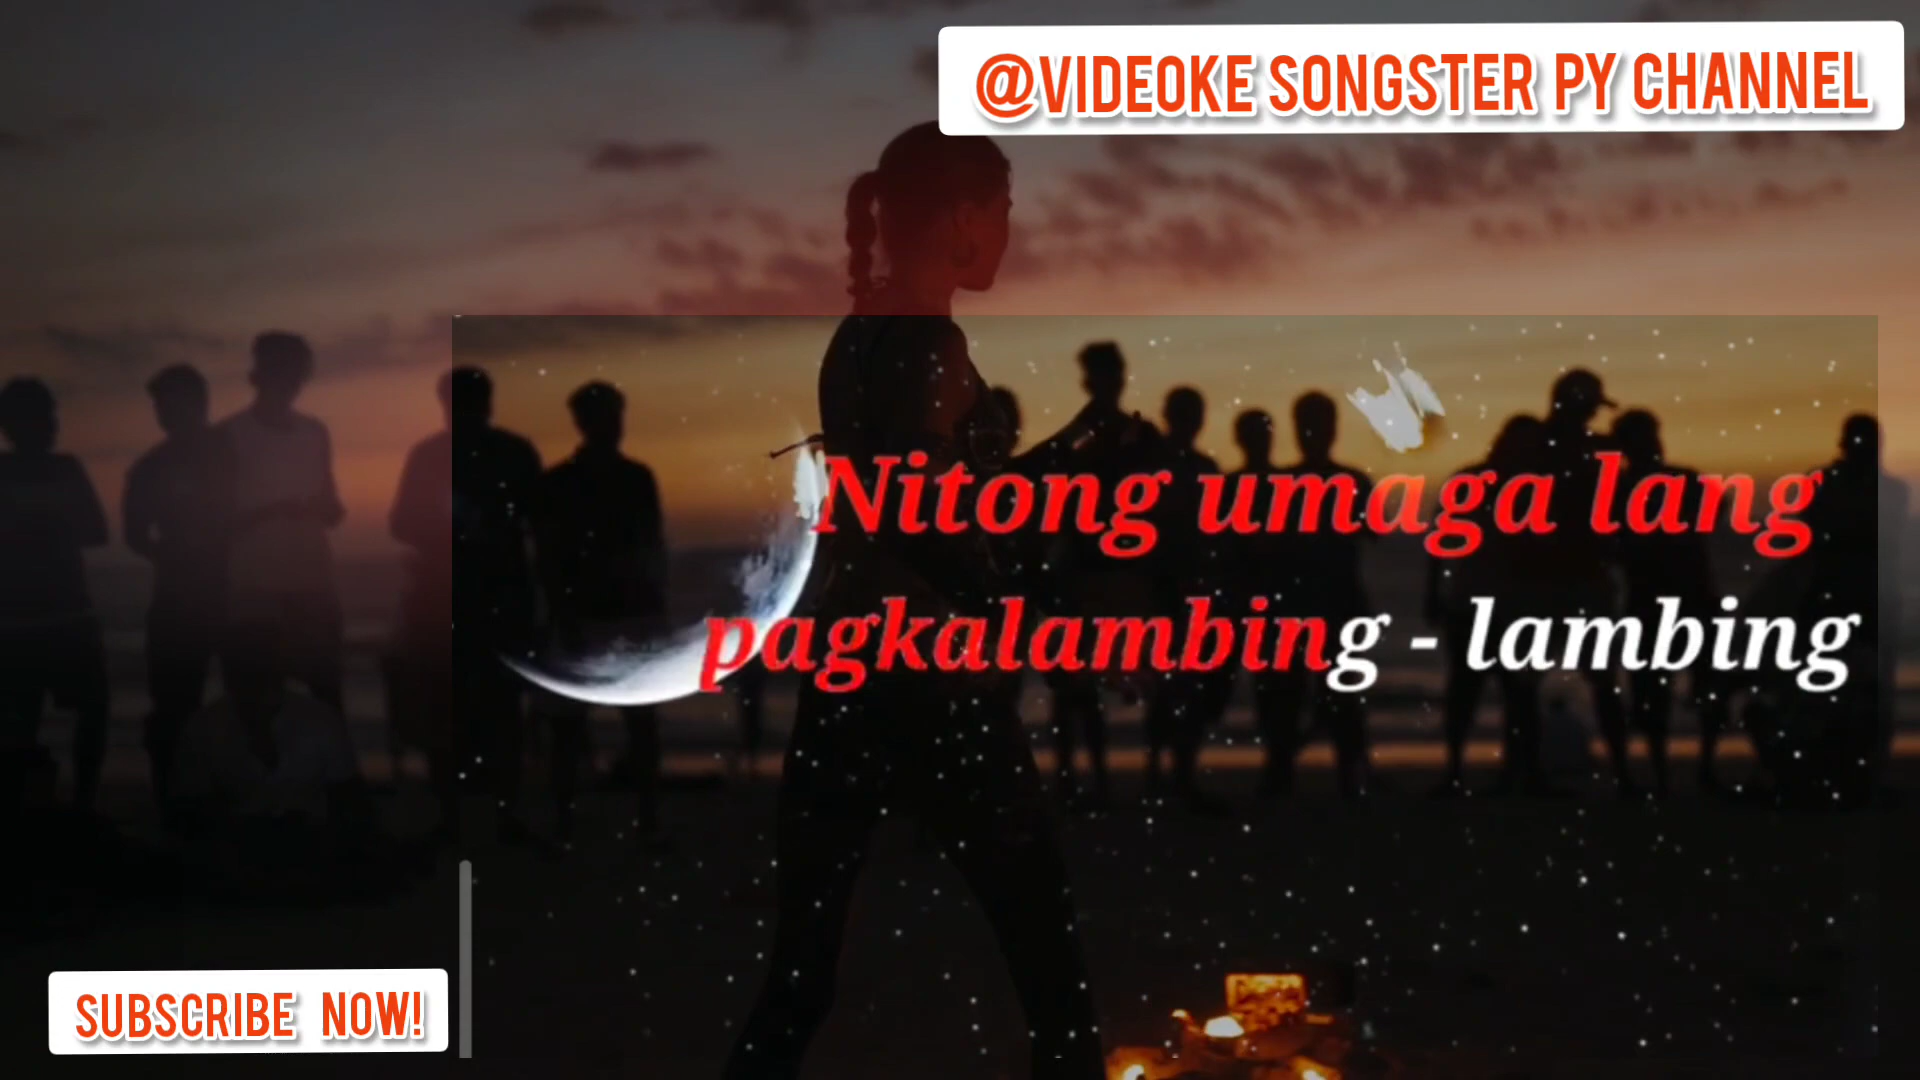 @VIDEOKE SONGSTER PY CHANNEL
Nitong umaga lang
pagkalambing - lambing
SUBSCRIBE NOW!